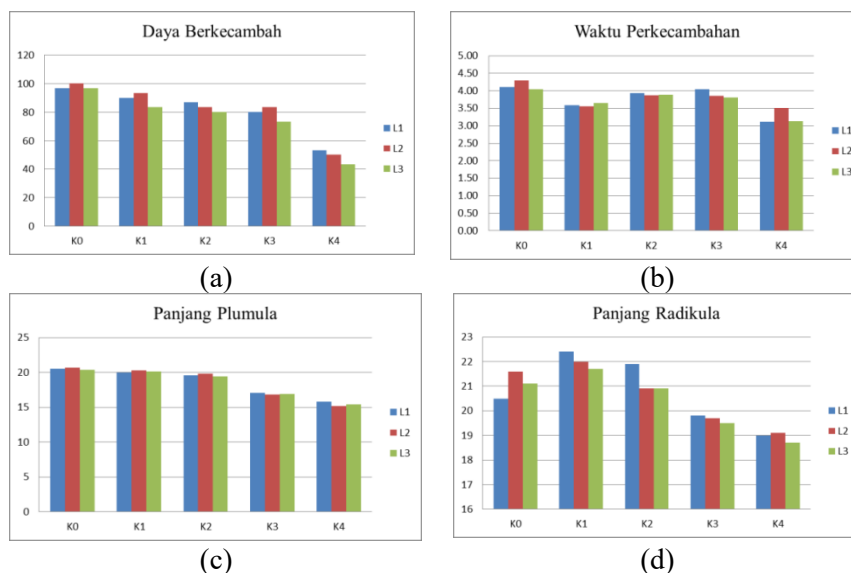 Daya Berkecambah
120
100
80
60
40
20
0
K0 K1 K2 K3 K4
L1
L2
L3
(a)
Waktu Perkecambahan
5.00
4.50
4.00
3.50
3.00
2.50
2.00
1.50
1.00
0.50
0.00
K0 K1 K2 K3 K4
L1
L2
L3
(b)
Panjang Plumula
25
20
15
10
5
0
K0 K1 K2 K3 K4
L1
L2
L3
(c)
Panjang Radikula
23
22
21
20
19
18
17
16
K0 K1 K2 K3 K4
L1
L2
L3
(d)